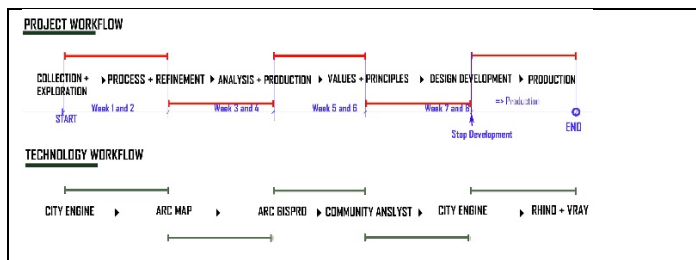 PROJECT WORKFLOW
COLLECTION + EXPLORATION
PROCESS + REFINEMENT
ANALYSIS + PRODUCTION
VALUES + PRINCIPLES
DESIGN DEVELOPMENT
PRODUCTION
Week 1 and 2
Week 3 and 4
Week 5 and 6
Week 7 and 8
=> Production
START
Stop Development
END
TECHNOLOGY WORKFLOW
CITY ENGINE
ARC MAP
ARC GISPRO
COMMUNITY ANSLYST
CITY ENGINE
RHINO + VRAY